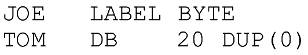 JOE   LABEL BYTE
TOM   DB    20 DUP(0)